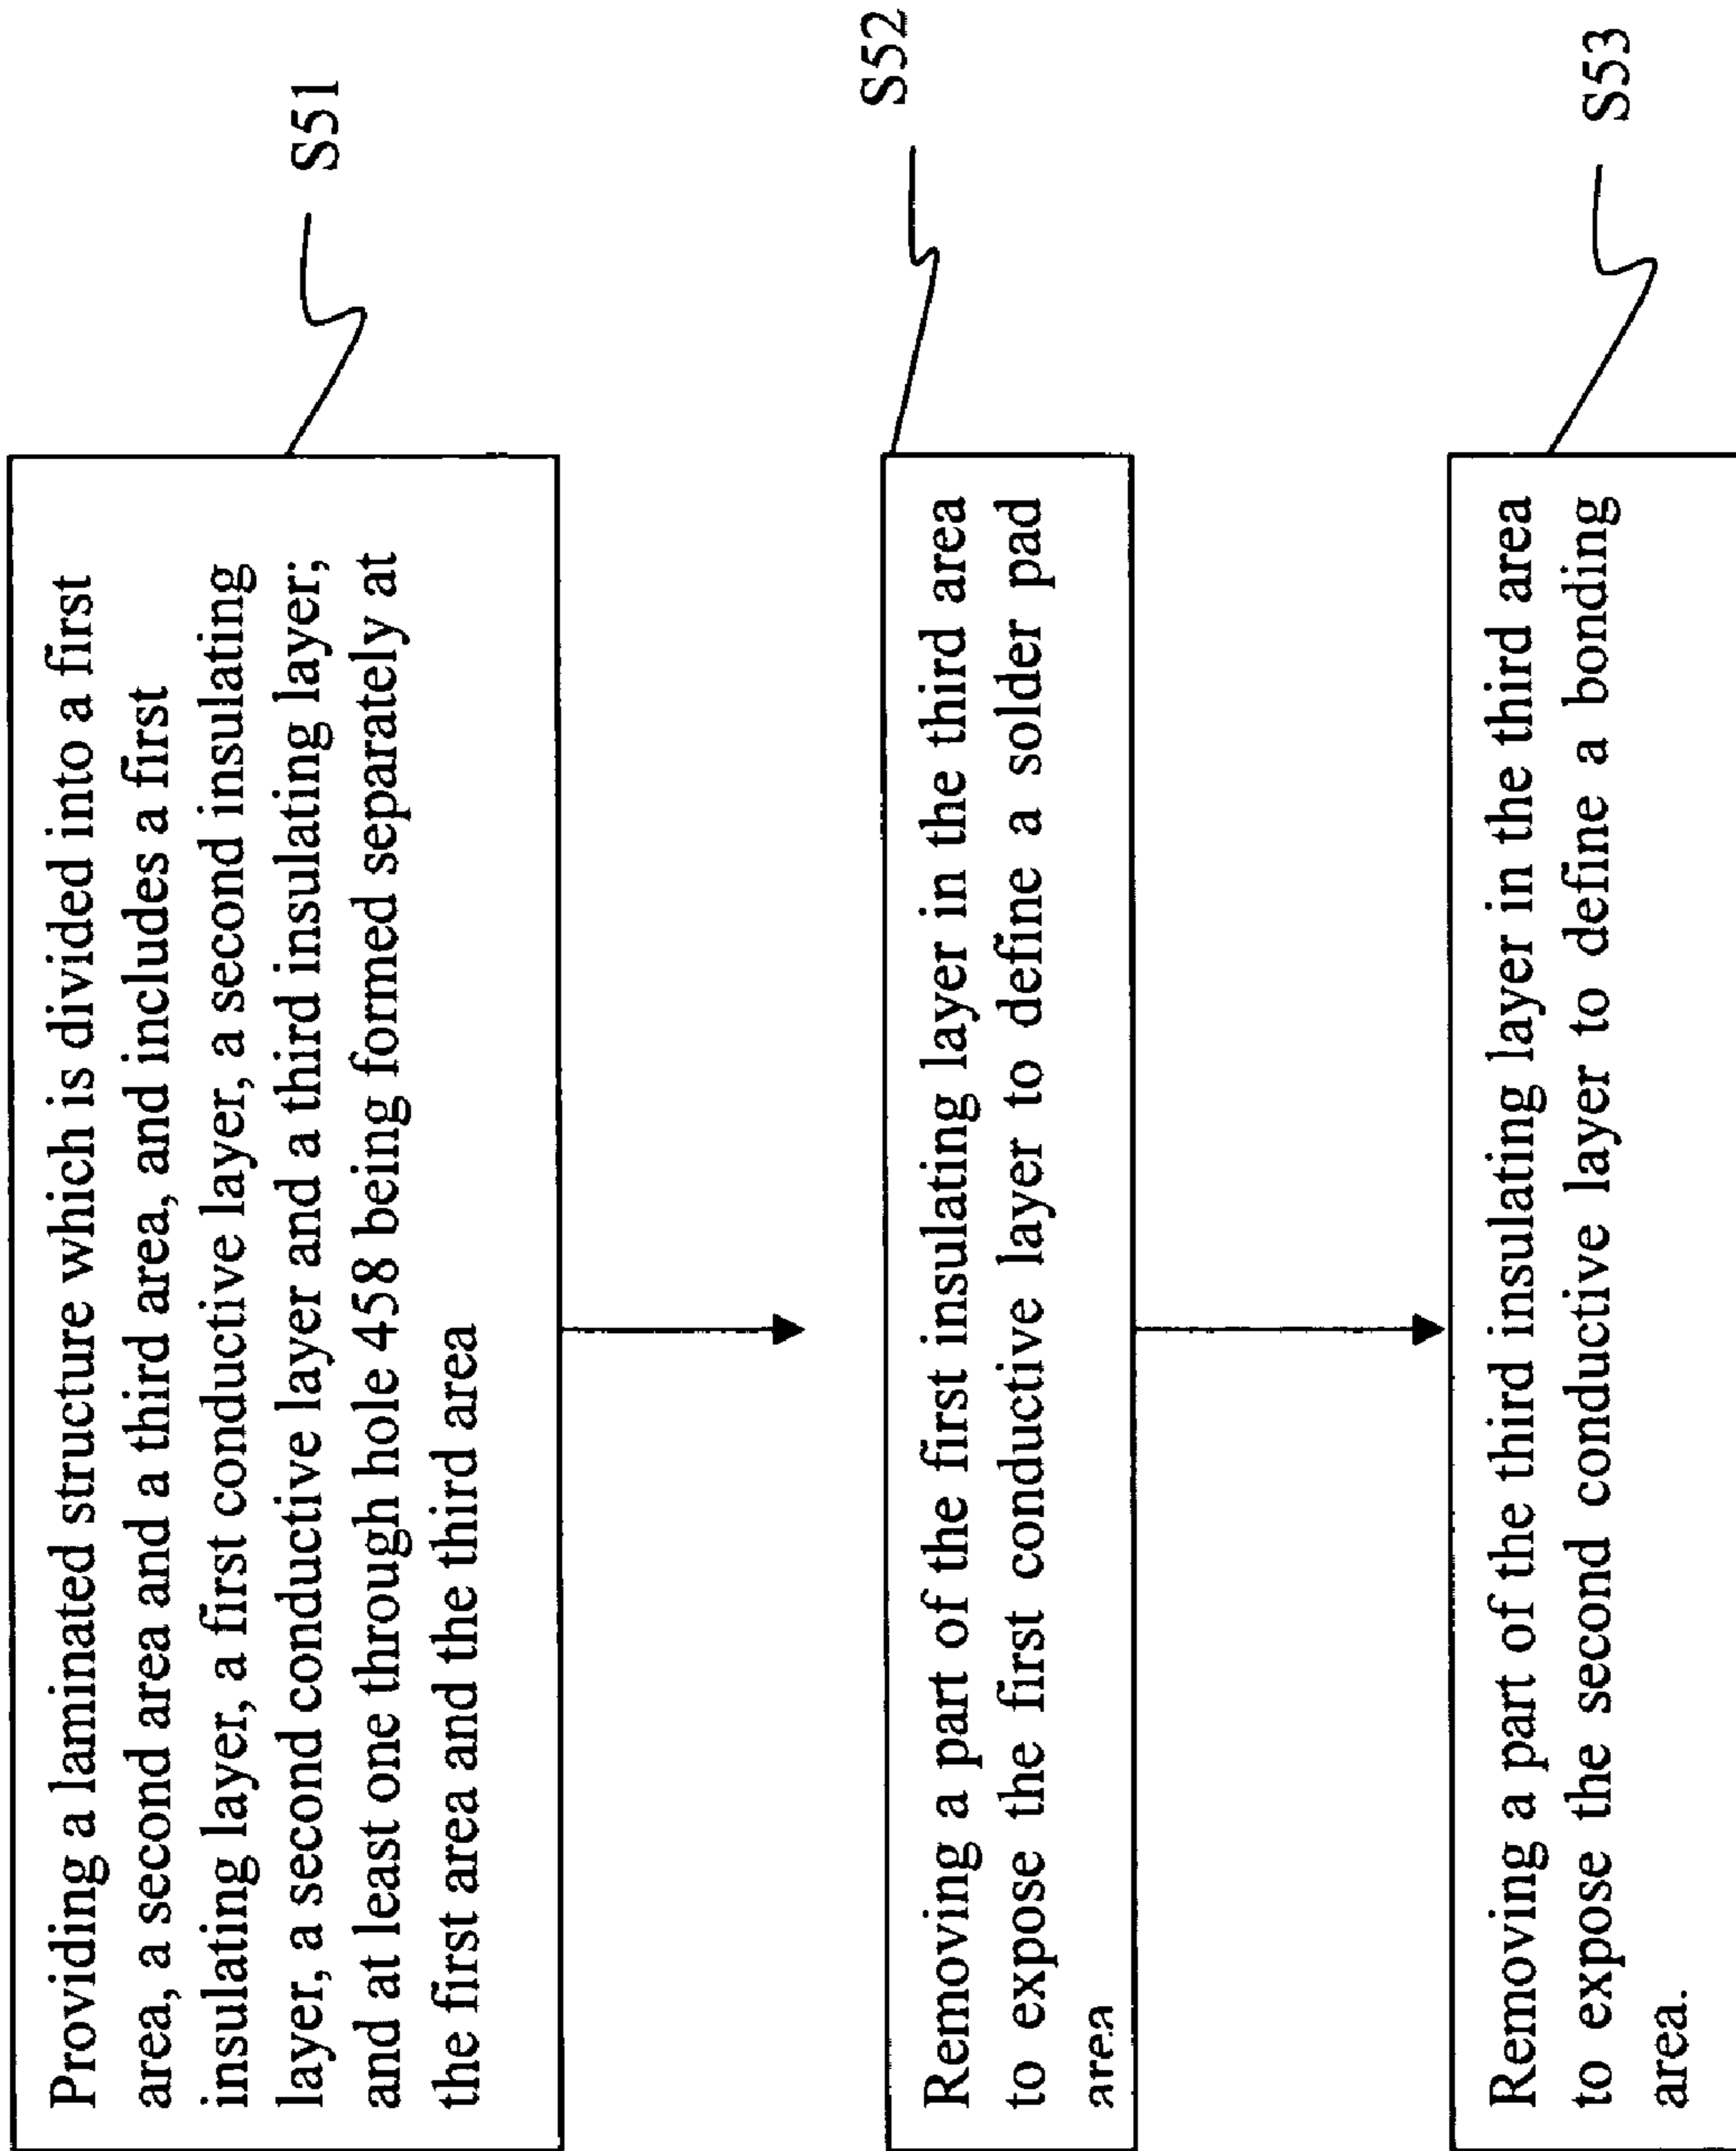 Providing a laminated structure which is divided into a first
area, a second area and a third area, and includes a first
insulating layer, a first conductive layer, a second insulating
layer, a second conductive layer and a third insulating layer;
and at least one through hole 458 being formed separately at
the first area and the third area
S51
Removing a part of the first insulating layer in the third area
to expose the first conductive layer to define a solder pad
area
S52
Removing a part of the third insulating layer in the third area
to expose the second conductive layer to define a bonding
area.
S53